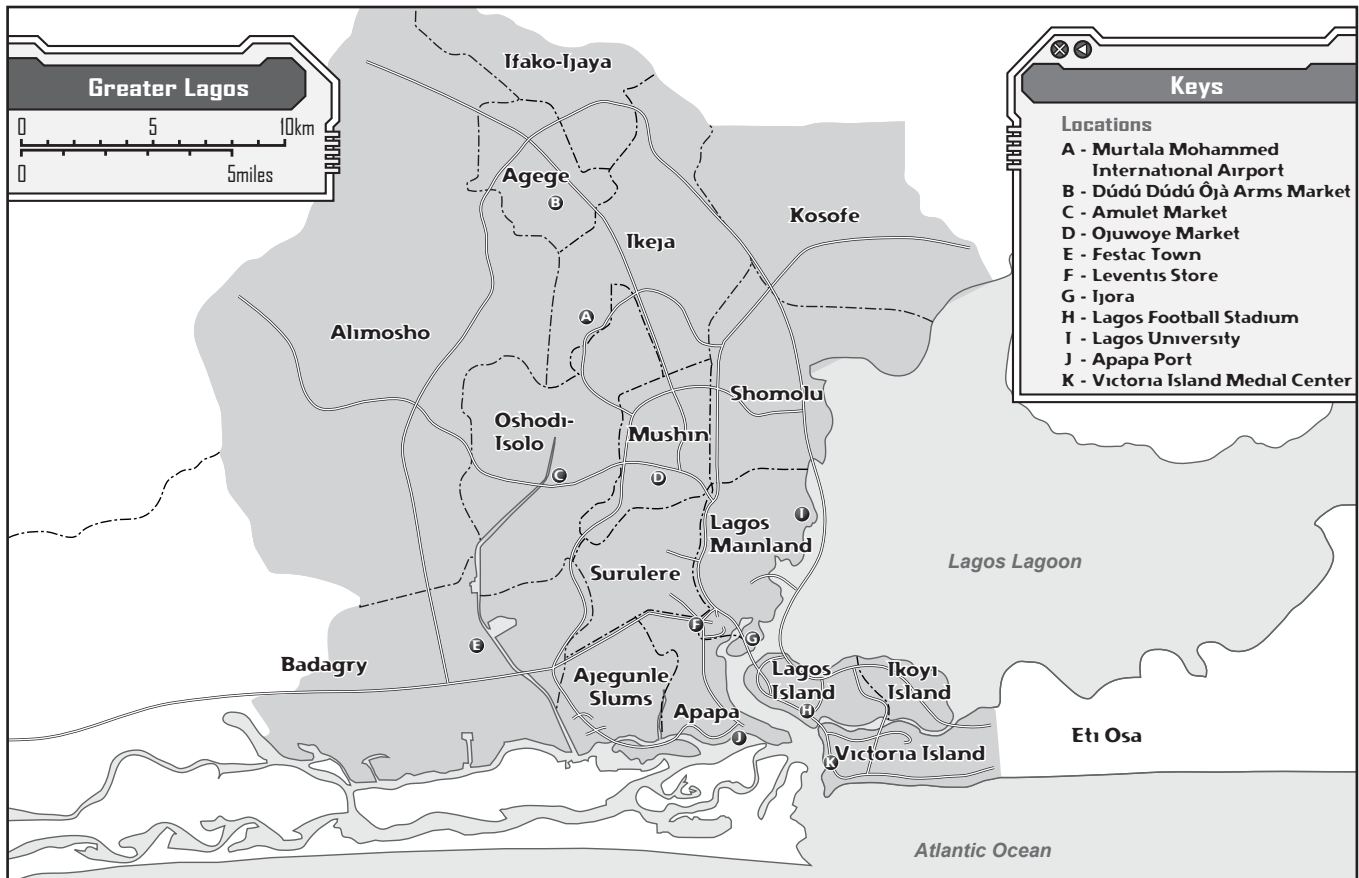 Greater Lagos
0 5 10km
0 5miles
Keys
Locations
A - Murtala Mohammed
International Airport
B - Dúdú Dúdú Ôjà Arms Market
C - Amulet Market
D - Ojuwoye Market
E - Festac Town
F - Leventis Store
G - Ijora
H - Lagos Football Stadium
I - Lagos University
J - Apapa Port
K - Victoria Island Medial Center
Ifako-Ijaya
Agege
B
Ikeja
Kosofe
A
Alimosho
Shomolu
Oshodi-
Isolo
Mushin
C
D
I
Lagos
Mainland
Lagos Lagoon
Surulere
F
G
E
Badagry
Ajegunle
Slums
Lagos
Island
Ikoyi
Island
Apapa
H
J
Eti Osa
K
Victoria Island
Atlantic Ocean